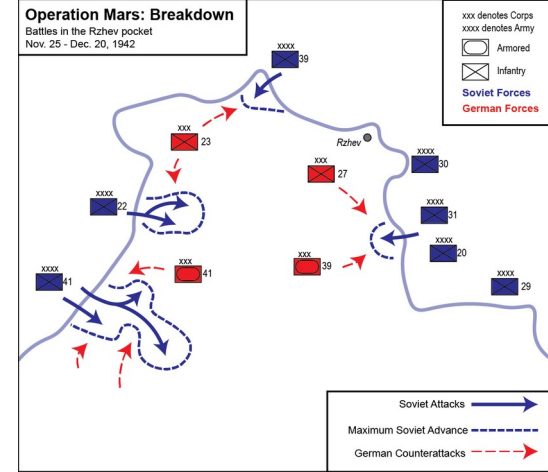 Operation Mars: Breakdown
Battles in the Rzhev pocket
Nov. 25 - Dec. 20, 1942
xxx denotes Corps
xxxx denotes Army
Armored
Infantry
Soviet Forces
German Forces
xxxx
39
xxx
23
Rzhev
xxxx
30
xxx
27
xxxx
22
xxxx
31
xxxx
20
xxxx
41
xxx
41
xxx
39
xxxx
29
Soviet Attacks
Maximum Soviet Advance
German Counterattacks